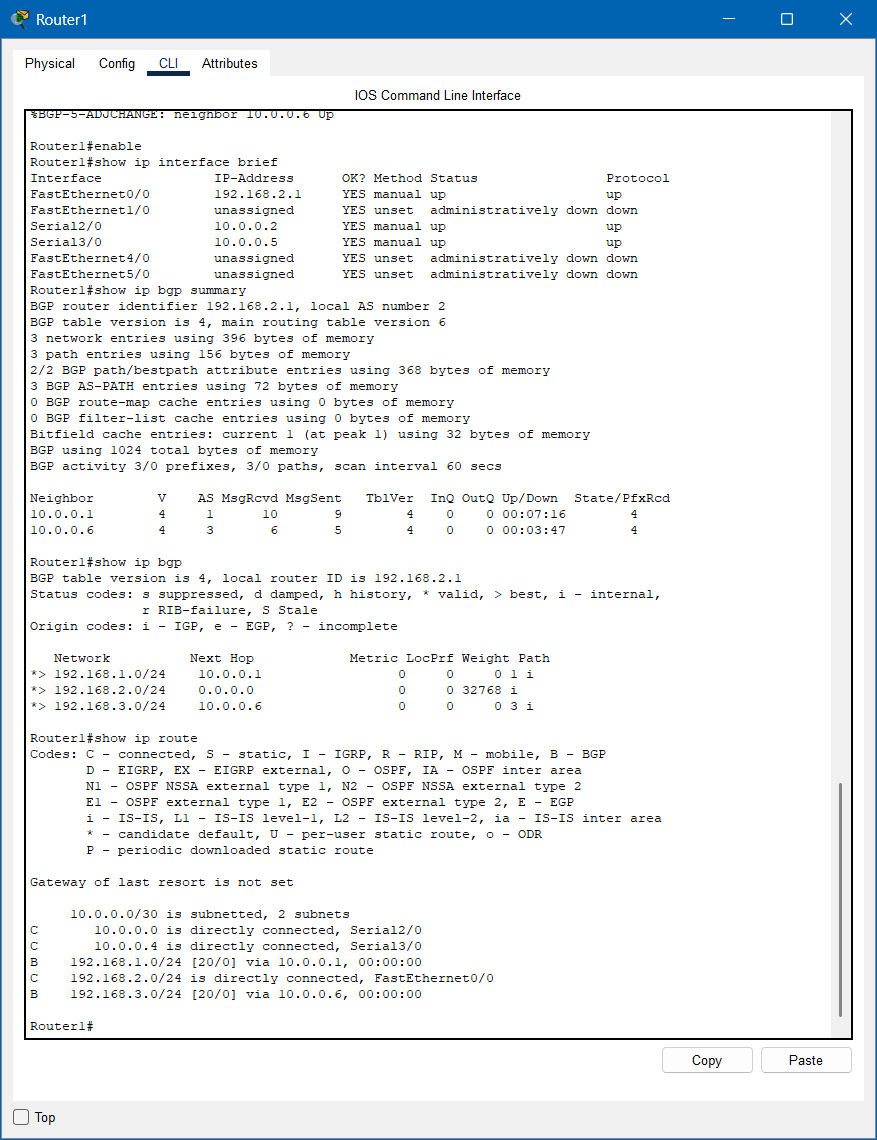 Router1
Physical Config CLI Attributes
IOS Command Line Interface
%BGP-5-ADJCHANGE: neighbor 10.0.0.6 Up
Router1#enable
Router1#show ip interface brief
Interface              IP-Address      OK? Method Status                Protocol
FastEthernet0/0        192.168.2.1     YES manual up                    up
FastEthernet1/0        unassigned      YES unset  administratively down down
Serial2/0              10.0.0.2        YES manual up                    up
Serial3/0              10.0.0.5        YES manual up                    up
FastEthernet4/0        unassigned      YES unset  administratively down down
FastEthernet5/0        unassigned      YES unset  administratively down down
Router1#show ip bgp summary
BGP router identifier 192.168.2.1, local AS number 2
BGP table version is 4, main routing table version 6
3 network entries using 396 bytes of memory
3 path entries using 156 bytes of memory
2/2 BGP path/bestpath attribute entries using 368 bytes of memory
3 BGP AS-PATH entries using 72 bytes of memory
0 BGP route-map cache entries using 0 bytes of memory
0 BGP filter-list cache entries using 0 bytes of memory
Bitfield cache entries: current 1 (at peak 1) using 32 bytes of memory
BGP using 1024 total bytes of memory
BGP activity 3/0 prefixes, 3/0 paths, scan interval 60 secs
Neighbor        V    AS MsgRcvd MsgSent   TblVer  InQ OutQ Up/Down  State/PfxRcd
10.0.0.1        4     1      10       9        4    0    0 00:07:16        4
10.0.0.6        4     3       6       5        4    0    0 00:03:47        4
Router1#show ip bgp
BGP table version is 4, local router ID is 192.168.2.1
Status codes: s suppressed, d damped, h history, * valid, > best, i - internal,
              r RIB-failure, S Stale
Origin codes: i - IGP, e - EGP, ? - incomplete
   Network          Next Hop            Metric LocPrf Weight Path
*> 192.168.1.0/24    10.0.0.1                 0     0     0 1 i
*> 192.168.2.0/24    0.0.0.0                  0     0 32768 i
*> 192.168.3.0/24    10.0.0.6                 0     0     0 3 i
Router1#show ip route
Codes: C - connected, S - static, I - IGRP, R - RIP, M - mobile, B - BGP
       D - EIGRP, EX - EIGRP external, O - OSPF, IA - OSPF inter area
       N1 - OSPF NSSA external type 1, N2 - OSPF NSSA external type 2
       E1 - OSPF external type 1, E2 - OSPF external type 2, E - EGP
       i - IS-IS, L1 - IS-IS level-1, L2 - IS-IS level-2, ia - IS-IS inter area
       * - candidate default, U - per-user static route, o - ODR
       P - periodic downloaded static route
Gateway of last resort is not set
     10.0.0.0/30 is subnetted, 2 subnets
C       10.0.0.0 is directly connected, Serial2/0
C       10.0.0.4 is directly connected, Serial3/0
B    192.168.1.0/24 [20/0] via 10.0.0.1, 00:00:00
C    192.168.2.0/24 is directly connected, FastEthernet0/0
B    192.168.3.0/24 [20/0] via 10.0.0.6, 00:00:00
Router1#
Copy Paste
Top